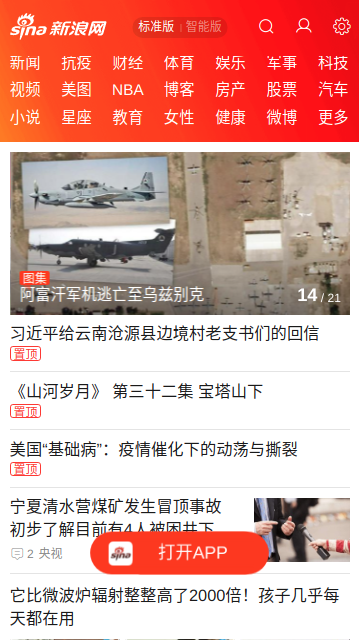 sina 新浪网 标准版 | 智能版
新闻 抗疫 财经 体育 娱乐 军事 科技
视频 美图 NBA 博客 房产 股票 汽车
小说 星座 教育 女性 健康 微博 更多
图集
阿富汗军机逃亡至乌兹别克 14 / 21
习近平给云南沧源县边境村老支书们的回信
置顶
《山河岁月》 第三十二集 宝塔山下
置顶
美国“基础病”：疫情催化下的动荡与撕裂
置顶
宁夏清水营煤矿发生冒顶事故
初步了解目前有4人被困井下
2 央视
sina 打开APP
它比微波炉辐射整整高了2000倍！孩子几乎每
天都在用